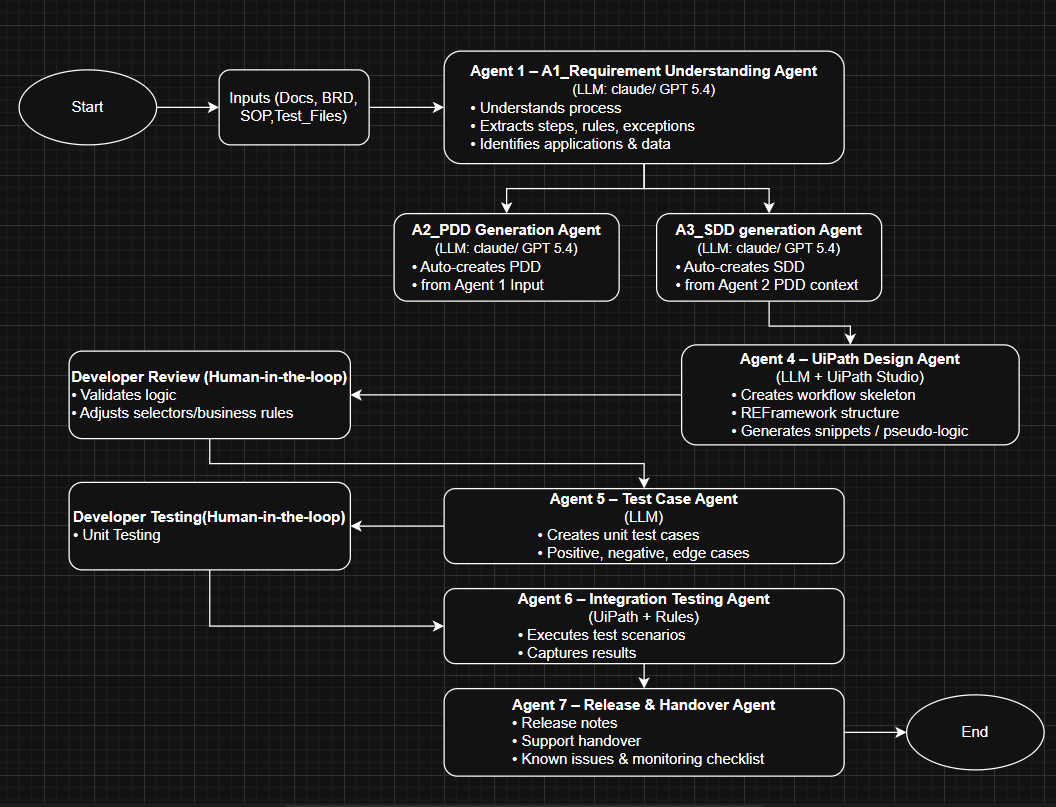 Start
Inputs (Docs, BRD,
SOP,Test_Files)
Agent 1 – A1_Requirement Understanding Agent
(LLM: claude/ GPT 5.4)
• Understands process
• Extracts steps, rules, exceptions
• Identifies applications & data
A2_PDD Generation Agent
(LLM: claude/ GPT 5.4)
• Auto-creates PDD
• from Agent 1 Input
A3_SDD generation Agent
(LLM: claude/ GPT 5.4)
• Auto-creates SDD
• from Agent 2 PDD context
Agent 4 – UiPath Design Agent
(LLM + UiPath Studio)
• Creates workflow skeleton
• REFramework structure
• Generates snippets / pseudo-logic
Developer Review (Human-in-the-loop)
• Validates logic
• Adjusts selectors/business rules
Agent 5 – Test Case Agent
(LLM)
• Creates unit test cases
• Positive, negative, edge cases
Developer Testing(Human-in-the-loop)
• Unit Testing
Agent 6 – Integration Testing Agent
(UiPath + Rules)
• Executes test scenarios
• Captures results
Agent 7 – Release & Handover Agent
• Release notes
• Support handover
• Known issues & monitoring checklist
End